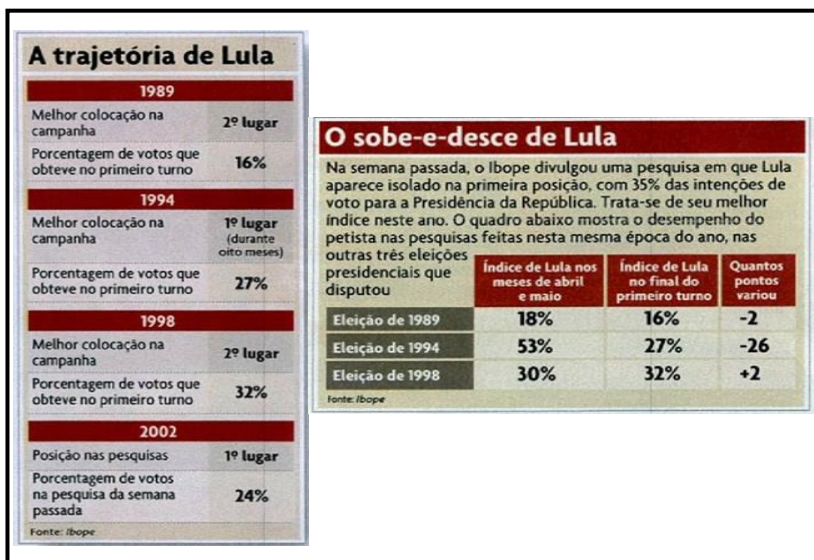 A trajetória de Lula
1989
Melhor colocação na
campanha
2º lugar
Porcentagem de votos que
obteve no primeiro turno
16%
1994
Melhor colocação na
campanha
1º lugar
(durante
oito meses)
Porcentagem de votos que
obteve no primeiro turno
27%
1998
Melhor colocação na
campanha
2º lugar
Porcentagem de votos que
obteve no primeiro turno
32%
2002
Posição nas pesquisas
1º lugar
Porcentagem de votos
na pesquisa da semana
passada
24%
Fonte: Ibope
O sobe-e-desce de Lula
Na semana passada, o Ibope divulgou uma pesquisa em que Lula
aparece isolado na primeira posição, com 35% das intenções de
voto para a Presidência da República. Trata-se de seu melhor
índice neste ano. O quadro abaixo mostra o desempenho do
petista nas pesquisas feitas nesta mesma época do ano, nas
outras três eleições
presidenciais que
disputou
Índice de Lula nos
meses de abril
e maio
Índice de Lula
no final do
primeiro turno
Quantos
pontos
variou
Eleição de 1989 18% 16% -2
Eleição de 1994 53% 27% -26
Eleição de 1998 30% 32% +2
Fonte: Ibope